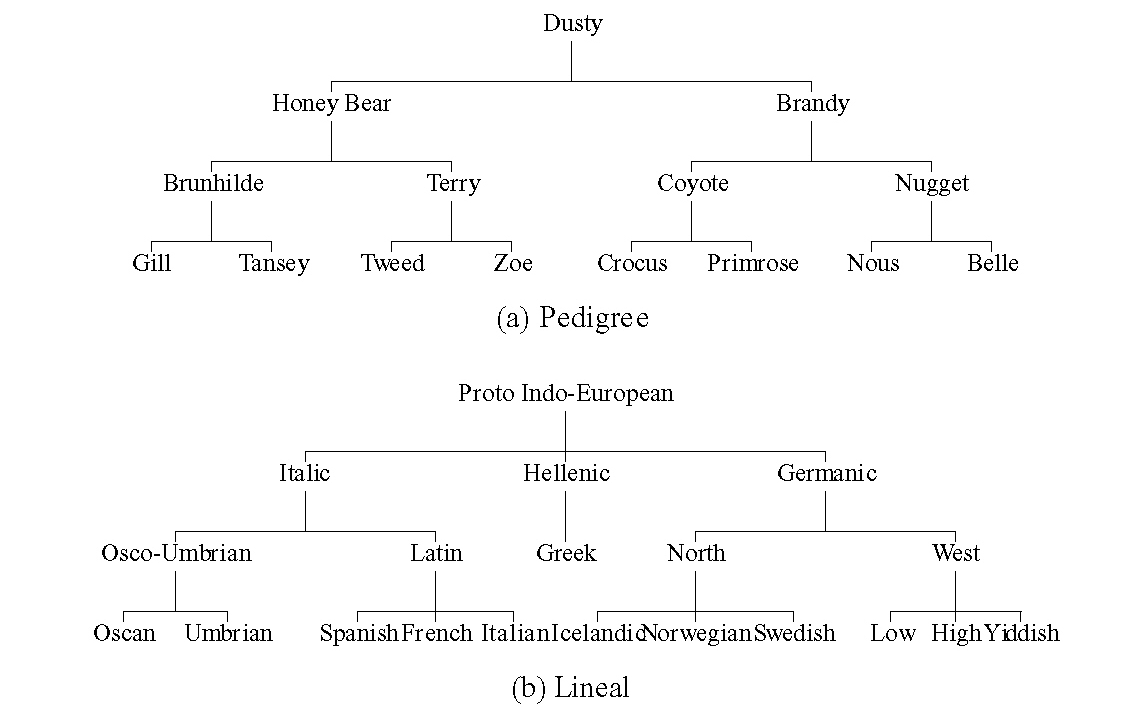 Dusty
Honey Bear Brandy
Brunhilde Terry Coyote Nugget
Gill Tansey Tweed Zoe Crocus Primrose Nous Belle
(a) Pedigree
Proto Indo-European
Italic Hellenic Germanic
Osco-Umbrian Latin Greek North West
Oscan Umbrian Spanish French Italian Icelandic Norwegian Swedish Low High Yiddish
(b) Lineal